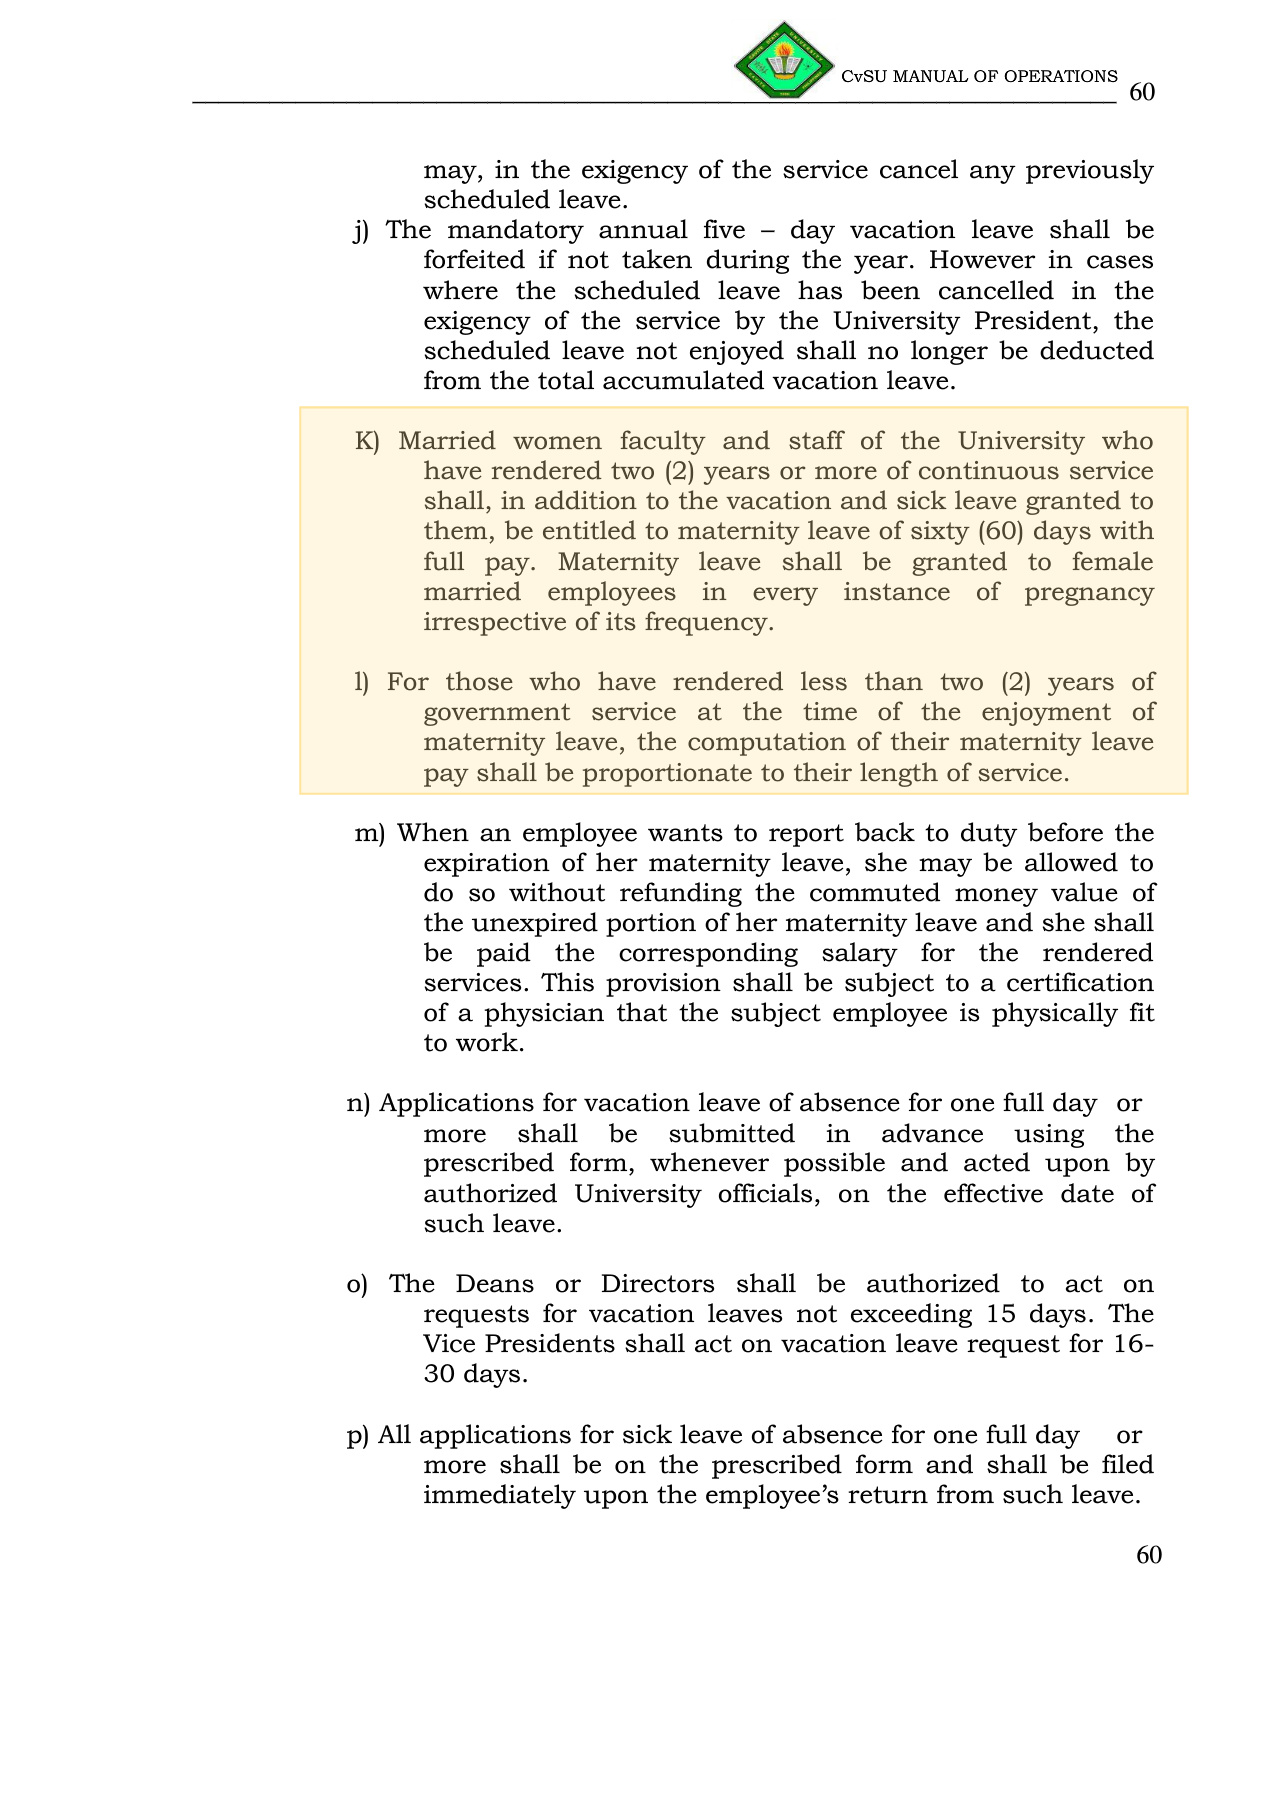 CvSU MANUAL OF OPERATIONS
60
may, in the exigency of the service cancel any previously
scheduled leave.
j) The mandatory annual five – day vacation leave shall be
forfeited if not taken during the year. However in cases
where the scheduled leave has been cancelled in the
exigency of the service by the University President, the
scheduled leave not enjoyed shall no longer be deducted
from the total accumulated vacation leave.
K) Married women faculty and staff of the University who
have rendered two (2) years or more of continuous service
shall, in addition to the vacation and sick leave granted to
them, be entitled to maternity leave of sixty (60) days with
full pay. Maternity leave shall be granted to female
married employees in every instance of pregnancy
irrespective of its frequency.
l) For those who have rendered less than two (2) years of
government service at the time of the enjoyment of
maternity leave, the computation of their maternity leave
pay shall be proportionate to their length of service.
m) When an employee wants to report back to duty before the
expiration of her maternity leave, she may be allowed to
do so without refunding the commuted money value of
the unexpired portion of her maternity leave and she shall
be paid the corresponding salary for the rendered
services. This provision shall be subject to a certification
of a physician that the subject employee is physically fit
to work.
n) Applications for vacation leave of absence for one full day or
more shall be submitted in advance using the
prescribed form, whenever possible and acted upon by
authorized University officials, on the effective date of
such leave.
o) The Deans or Directors shall be authorized to act on
requests for vacation leaves not exceeding 15 days. The
Vice Presidents shall act on vacation leave request for 16-
30 days.
p) All applications for sick leave of absence for one full day or
more shall be on the prescribed form and shall be filed
immediately upon the employee’s return from such leave.
60